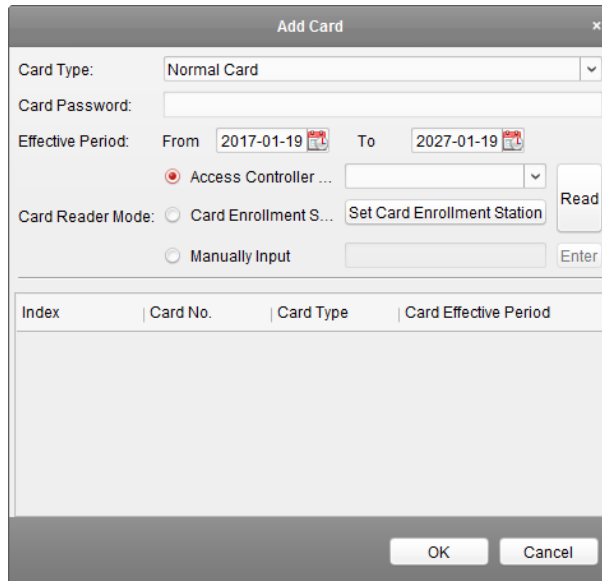 Add Card ×
Card Type: Normal Card
Card Password:
Effective Period: From 2017-01-19 To 2027-01-19
Access Controller ...
Read
Card Reader Mode: Card Enrollment S... Set Card Enrollment Station
Manually Input Enter
Index Card No. Card Type Card Effective Period
OK Cancel